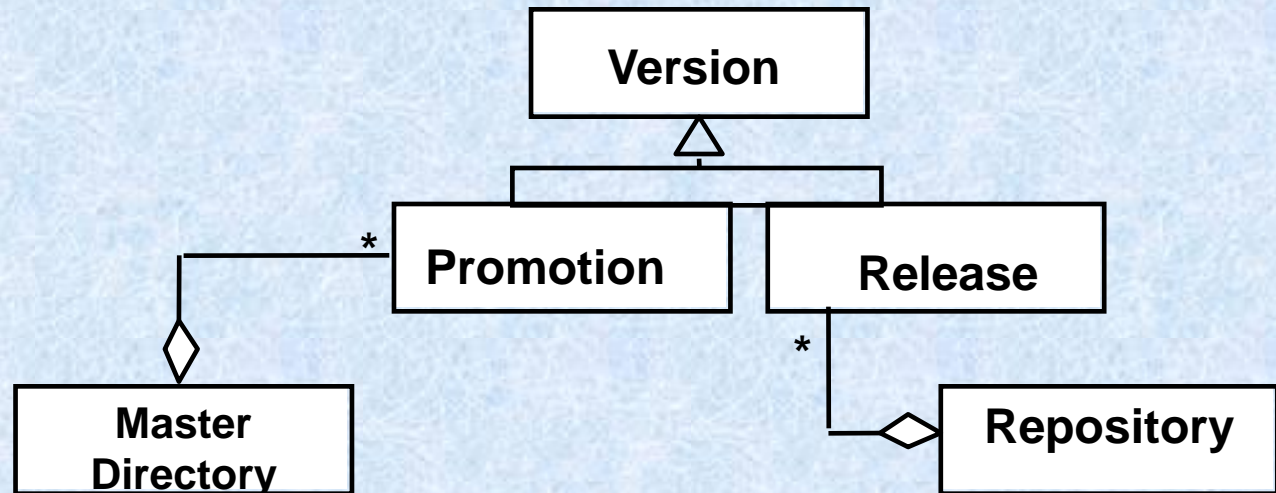 Version
*
Promotion
Release
*
Master
Directory
Repository